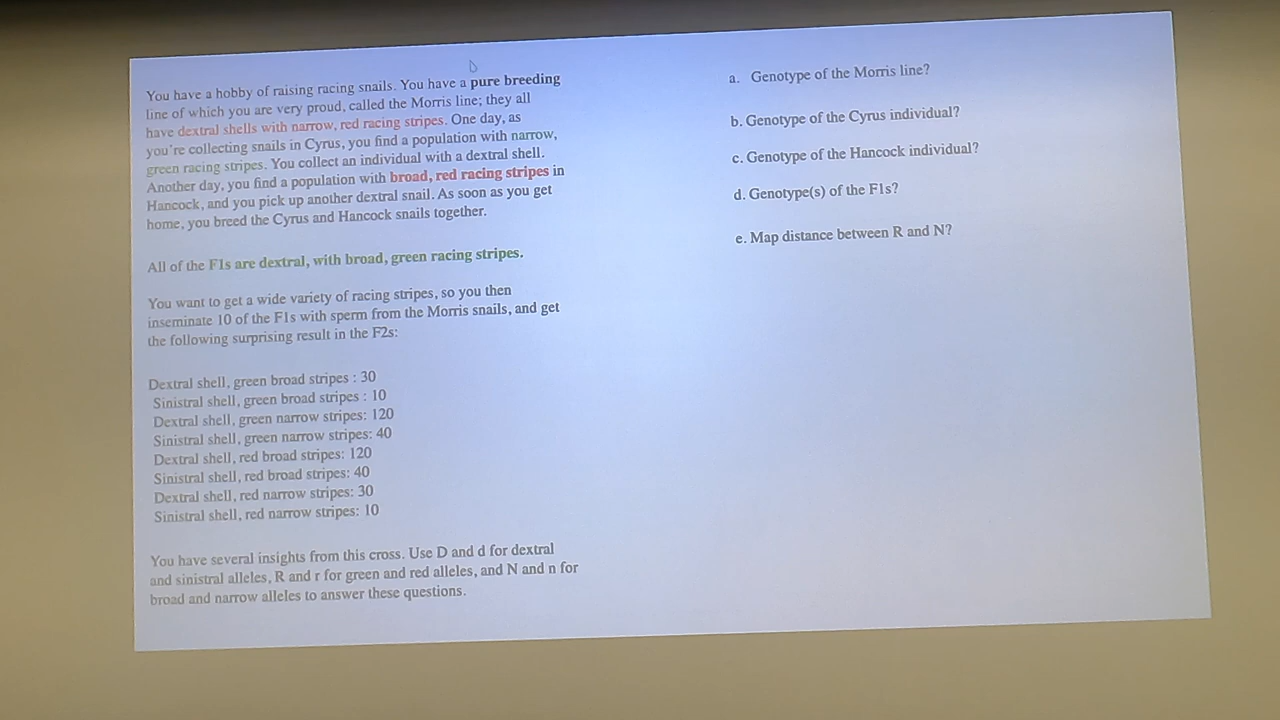 You have a hobby of raising racing snails. You have a pure breeding
line of which you are very proud, called the Morris line; they all
have dextral shells with narrow, red racing stripes. One day, as
you're collecting snails in Cyrus, you find a population with narrow,
green racing stripes. You collect an individual with a dextral shell.
Another day, you find a population with broad, red racing stripes in
Hancock, and you pick up another dextral snail. As soon as you get
home, you breed the Cyrus and Hancock snails together.
All of the F1s are dextral, with broad, green racing stripes.
You want to get a wide variety of racing stripes, so you then
inseminate 10 of the F1s with sperm from the Morris snails, and get
the following surprising result in the F2s:
Dextral shell, green broad stripes : 30
Sinistral shell, green broad stripes : 10
Dextral shell, green narrow stripes: 120
Sinistral shell, green narrow stripes: 40
Dextral shell, red broad stripes: 120
Sinistral shell, red broad stripes: 40
Dextral shell, red narrow stripes: 30
Sinistral shell, red narrow stripes: 10
You have several insights from this cross. Use D and d for dextral
and sinistral alleles, R and r for green and red alleles, and N and n for
broad and narrow alleles to answer these questions.
a. Genotype of the Morris line?
b. Genotype of the Cyrus individual?
c. Genotype of the Hancock individual?
d. Genotype(s) of the F1s?
e. Map distance between R and N?